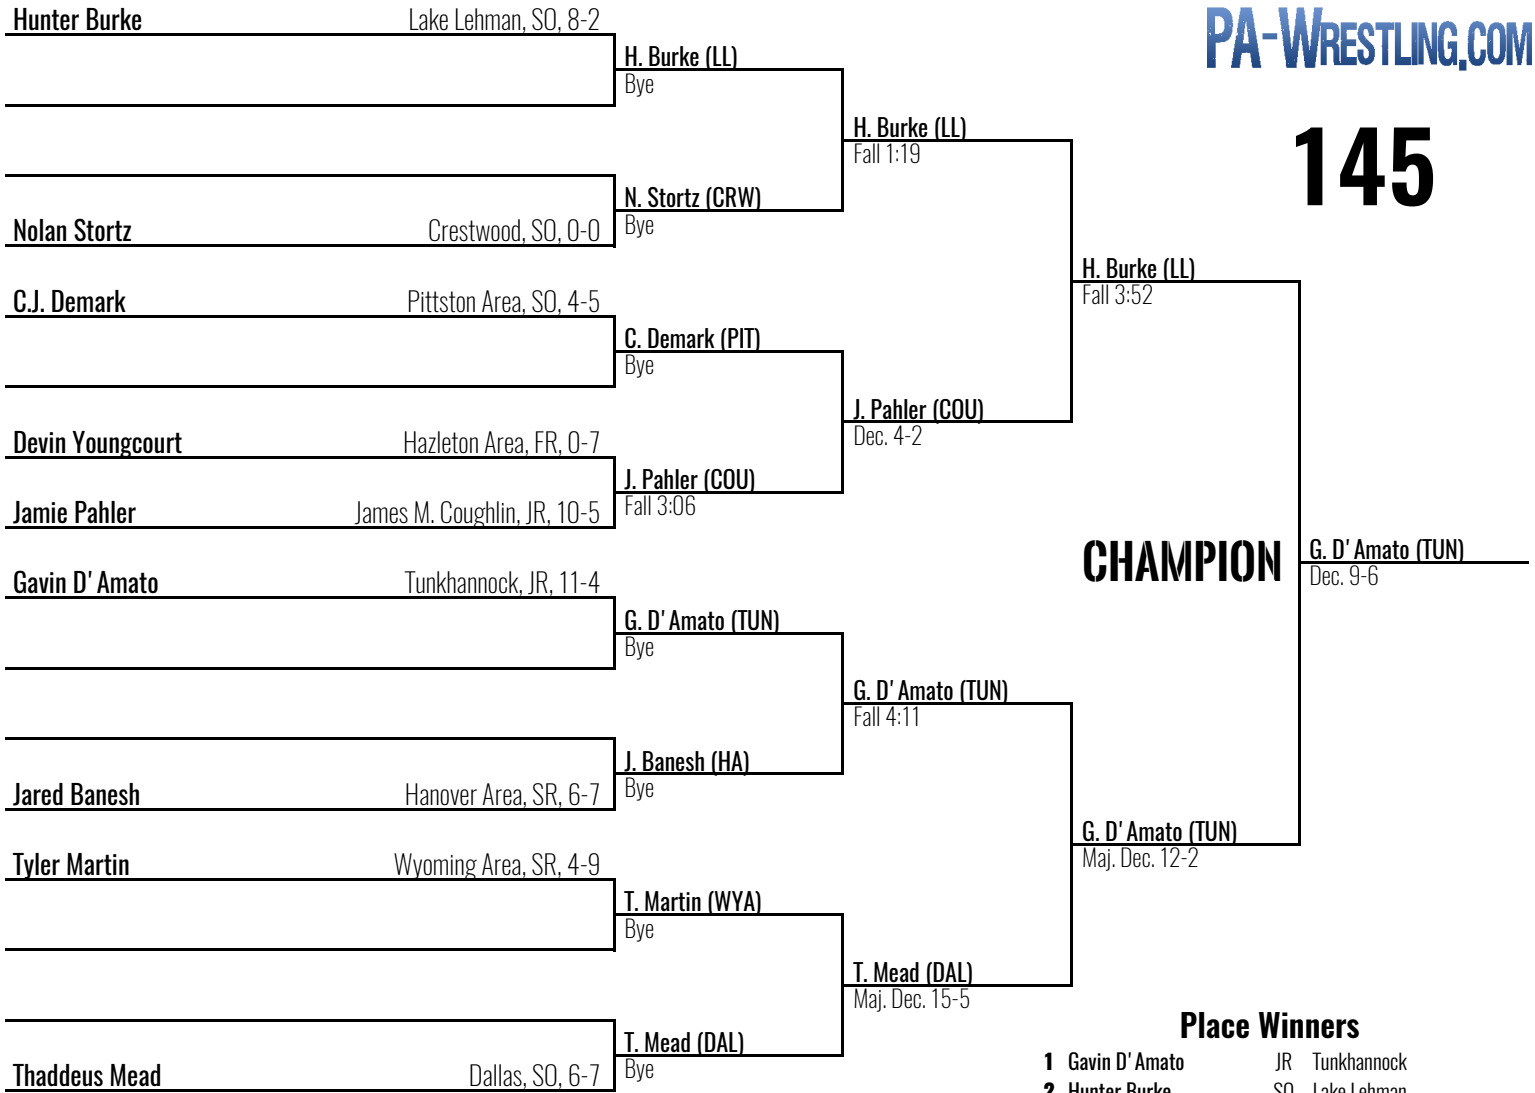 Hunter Burke Lake Lehman, SO, 8-2
H. Burke (LL)
Bye
H. Burke (LL)
Fall 1:19
N. Stortz (CRW)
Bye
Nolan Stortz Crestwood, SO, 0-0
H. Burke (LL)
Fall 3:52
C.J. Demark Pittston Area, SO, 4-5
C. Demark (PIT)
Bye
J. Pahler (COU)
Dec. 4-2
Devin Youngcourt Hazleton Area, FR, 0-7
J. Pahler (COU)
Fall 3:06
Jamie Pahler James M. Coughlin, JR, 10-5
PA-WRESTLING.COM
145
CHAMPION
G. D'Amato (TUN)
Dec. 9-6
Gavin D'Amato Tunkhannock, JR, 11-4
G. D'Amato (TUN)
Bye
G. D'Amato (TUN)
Fall 4:11
J. Banesh (HA)
Bye
Jared Banesh Hanover Area, SR, 6-7
G. D'Amato (TUN)
Maj. Dec. 12-2
Tyler Martin Wyoming Area, SR, 4-9
T. Martin (WYA)
Bye
T. Mead (DAL)
Maj. Dec. 15-5
T. Mead (DAL)
Bye
Thaddeus Mead Dallas, SO, 6-7
Place Winners
1 Gavin D'Amato JR Tunkhannock
2 Hunter Burke SO Lake Lehman